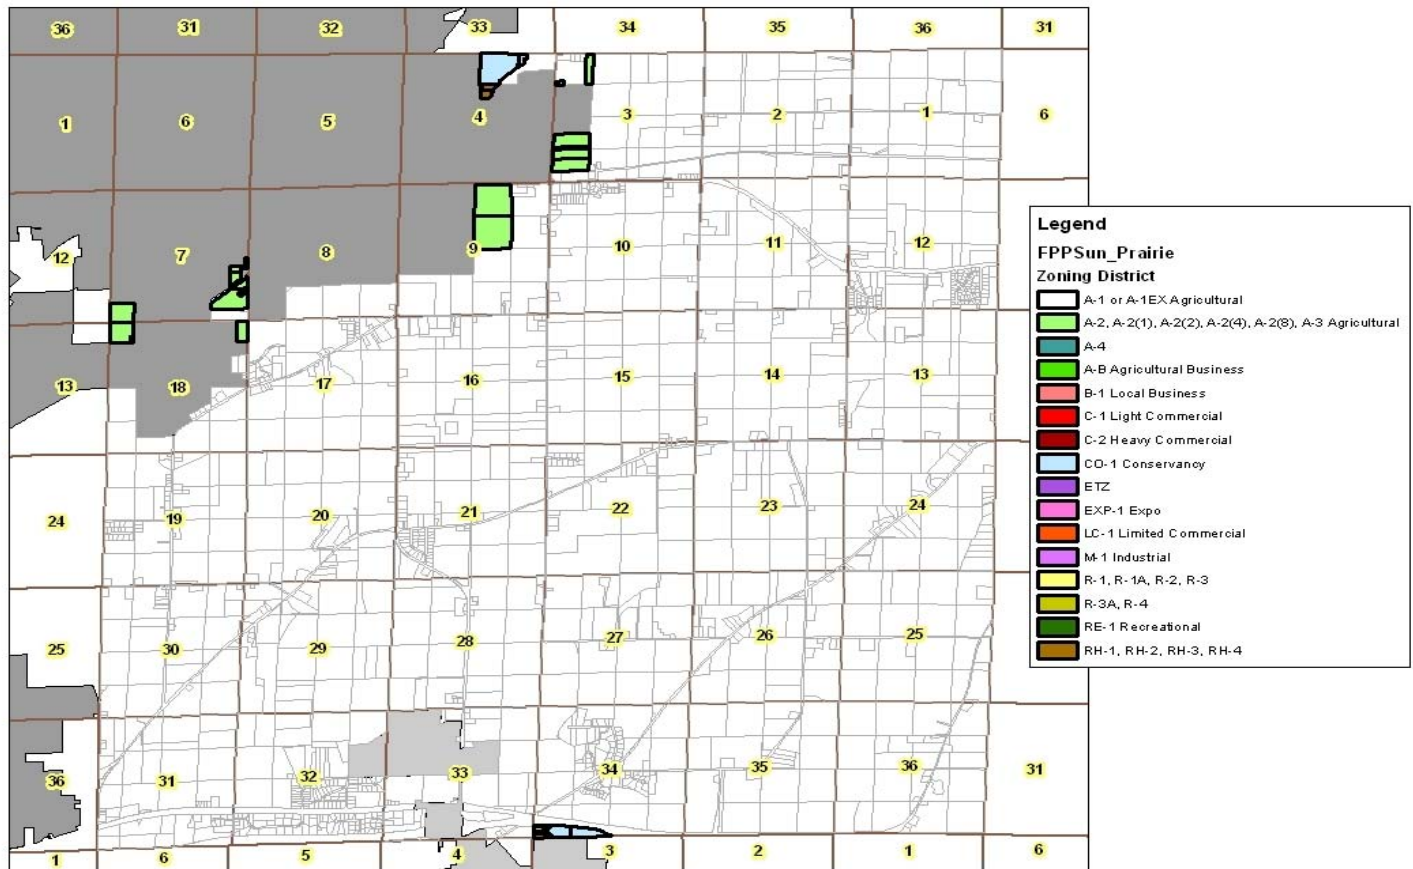 36 31 32 33 34 35 36 31
1 6 5 4 3 2 1 6
12 7 8 9 10 11 12
13 18 17 16 15 14 13
24 19 20 21 22 23 24
25 30 29 28 27 26 25
36 31 32 33 34 35 36 31
1 6 5 4 3 2 1 6
Legend
FPPSun_Prairie
Zoning District
A-1 or A-1EX Agricultural
A-2, A-2(1), A-2(2), A-2(4), A-2(8), A-3 Agricultural
A-4
A-B Agricultural Business
B-1 Local Business
C-1 Light Commercial
C-2 Heavy Commercial
CO-1 Conservancy
ETZ
EXP-1 Expo
LC-1 Limited Commercial
M-1 Industrial
R-1, R-1A, R-2, R-3
R-3A, R-4
RE-1 Recreational
RH-1, RH-2, RH-3, RH-4